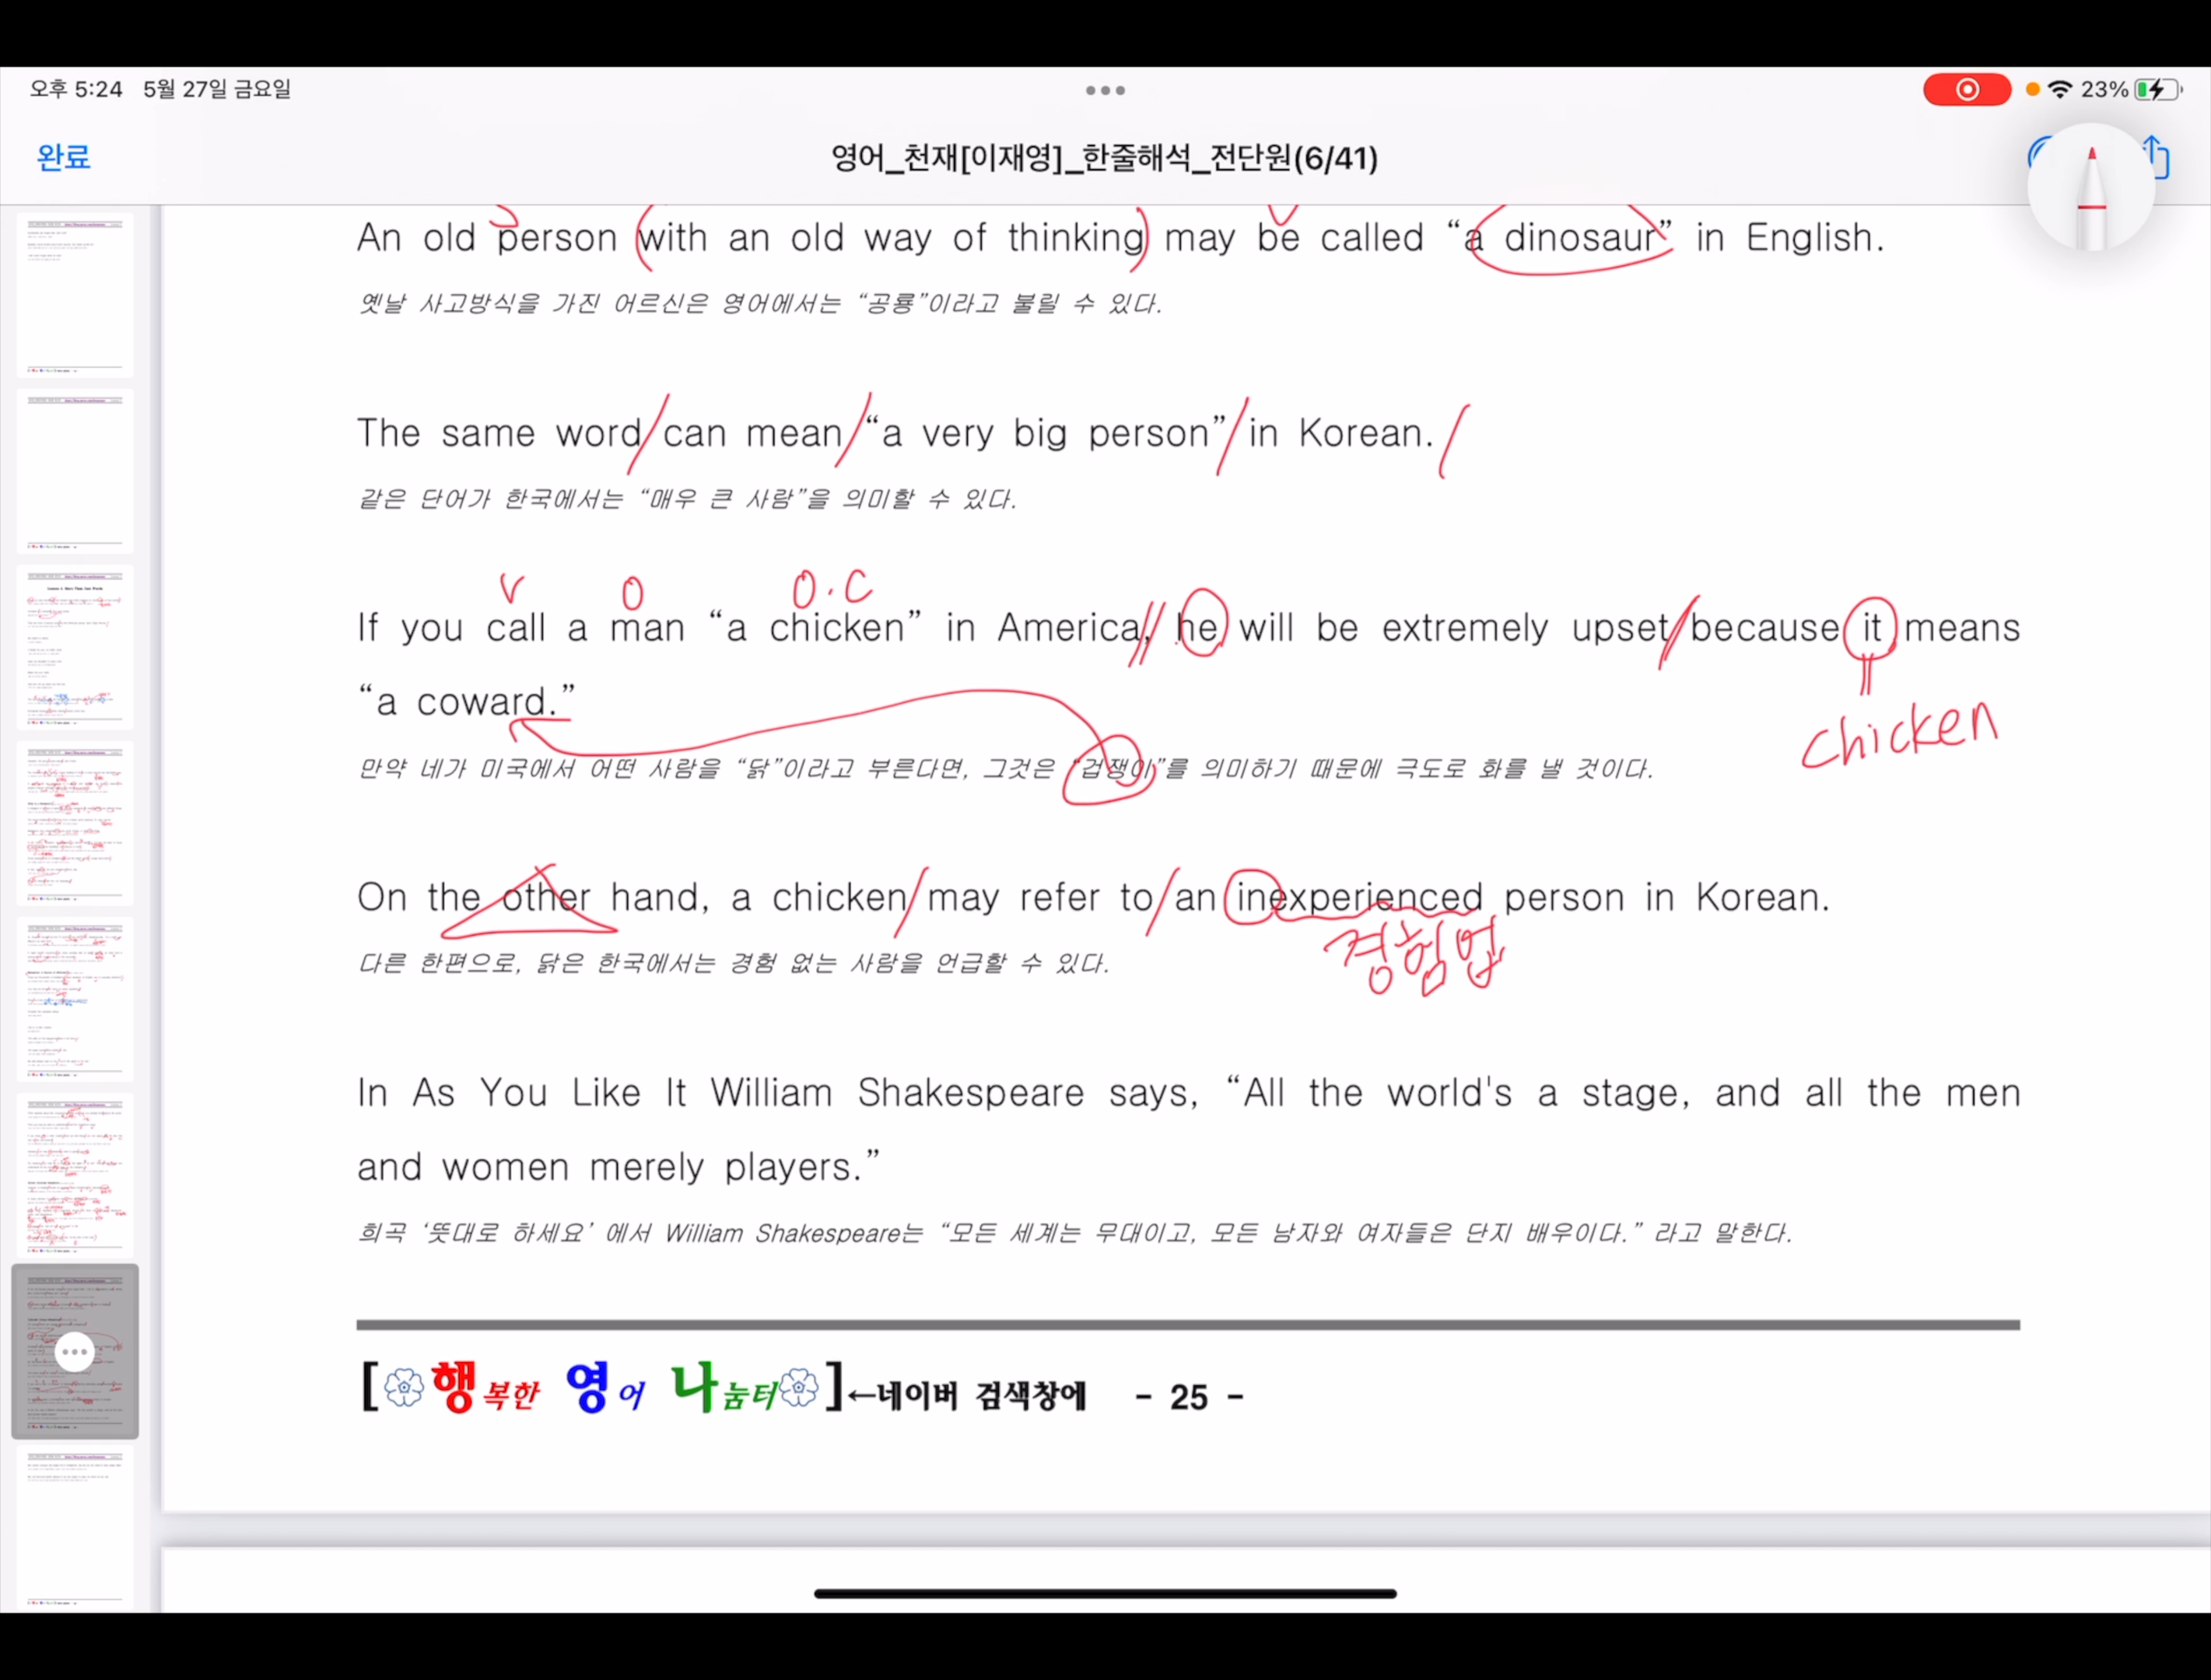 오후 5:24 5월 27일 금요일
23%
완료
영어_천재[이재영]_한줄해석_전단원(6/41)
An old person with an old way of thinking may be called “a dinosaur” in English.
옛날 사고방식을 가진 어르신은 영어에서는 “공룡”이라고 불릴 수 있다.
The same word can mean “a very big person” in Korean.
같은 단어가 한국에서는 “매우 큰 사람”을 의미할 수 있다.
V O O.C
If you call a man “a chicken” in America, he will be extremely upset because it means
“a coward.”
chicken
만약 네가 미국에서 어떤 사람을 “닭”이라고 부른다면, 그것은 “겁쟁이”를 의미하기 때문에 극도로 화를 낼 것이다.
On the other hand, a chicken may refer to an inexperienced person in Korean.
경험업
다른 한편으로, 닭은 한국에서는 경험 없는 사람을 언급할 수 있다.
In As You Like It William Shakespeare says, “All the world's a stage, and all the men
and women merely players.”
희곡 ‘뜻대로 하세요’ 에서 William Shakespeare는 “모든 세계는 무대이고, 모든 남자와 여자들은 단지 배우이다.” 라고 말한다.
[행복한 영어 나눔터]←네이버 검색창에 - 25 -